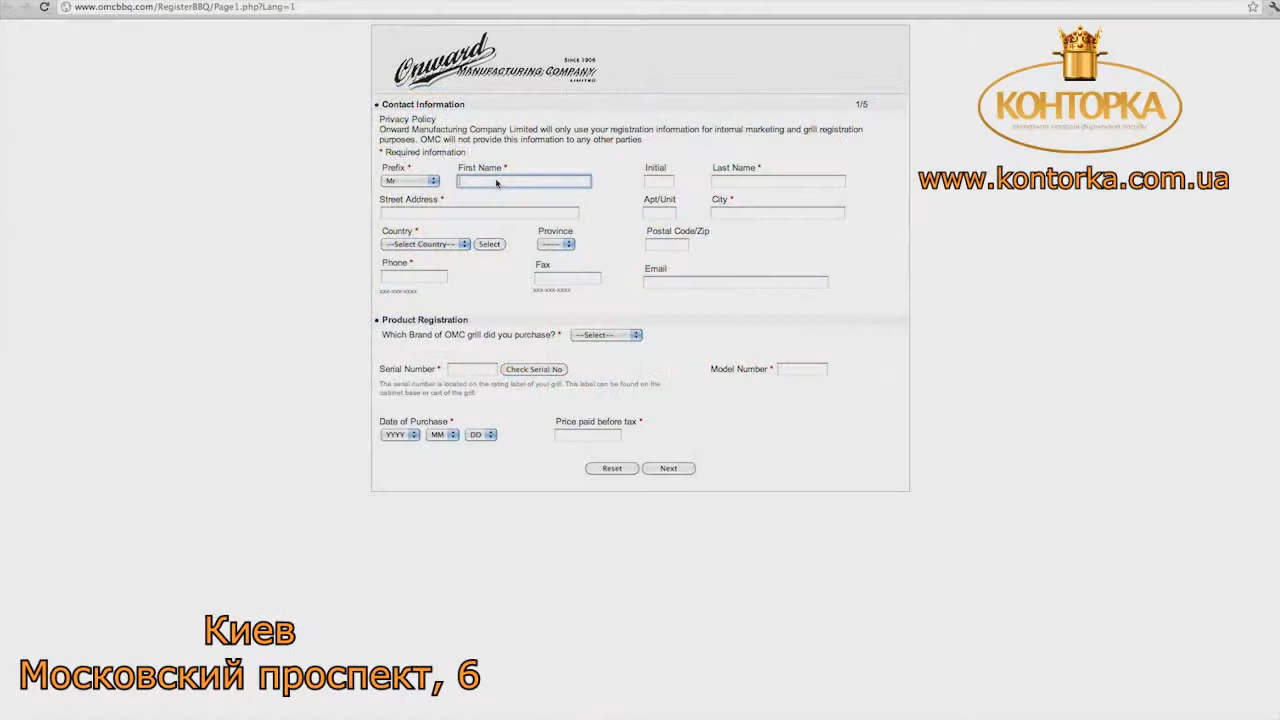 www.omcbbq.com/RegisterBBQ/Page1.php?Lang=1
Onward
MANUFACTURING COMPANY
SINCE 1906
LIMITED
КОНТОРКА
www.kontorka.com.ua
• Contact Information 1/5
Privacy Policy
Onward Manufacturing Company Limited will only use your registration information for internal marketing and grill registration
purposes. OMC will not provide this information to any other parties
* Required information
Prefix * First Name * Initial Last Name *
Mr
Street Address * Apt/Unit City *
Country * Province Postal Code/Zip
--Select Country-- Select ----
Phone * Fax Email
xxx-xxx-xxxx xxx-xxx-xxxx
• Product Registration
Which Brand of OMC grill did you purchase? * --Select--
Serial Number * Check Serial No Model Number *
The serial number is located on the rating label of your grill. This label can be found on the
cabinet base or cart of the grill.
Date of Purchase * Price paid before tax *
YYYY MM DD
Reset Next
Киев
Московский проспект, 6